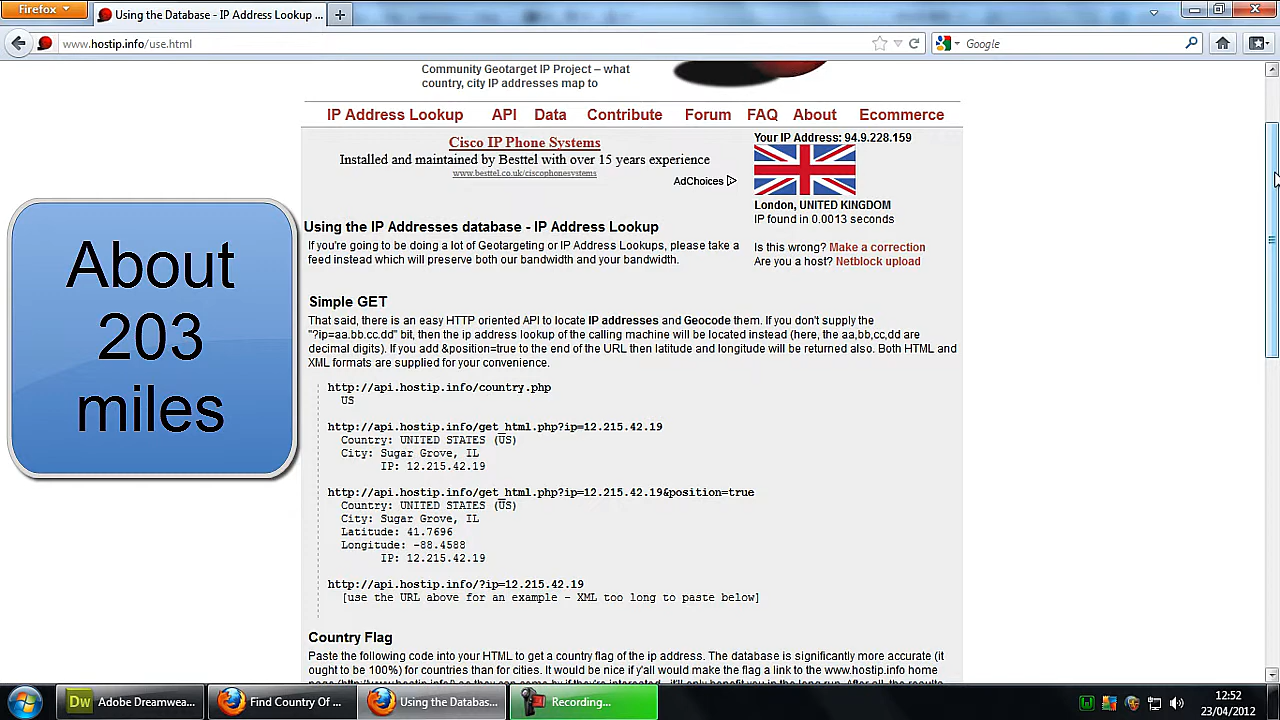 Firefox
Using the Database - IP Address Lookup ...
www.hostip.info/use.html
Google
Community Geotarget IP Project – what
country, city IP addresses map to
IP Address Lookup API Data Contribute Forum FAQ About Ecommerce
Cisco IP Phone Systems
Installed and maintained by Besttel with over 15 years experience
www.besttel.co.uk/ciscophonesystems
AdChoices
Your IP Address: 94.9.228.159
London, UNITED KINGDOM
IP found in 0.0013 seconds
Is this wrong? Make a correction
Are you a host? Netblock upload
About
203
miles
Using the IP Addresses database - IP Address Lookup
If you're going to be doing a lot of Geotargeting or IP Address Lookups, please take a
feed instead which will preserve both our bandwidth and your bandwidth.
Simple GET
That said, there is an easy HTTP oriented API to locate IP addresses and Geocode them. If you don't supply the
"?ip=aa.bb.cc.dd" bit, then the ip address lookup of the calling machine will be located instead (here, the aa,bb,cc,dd are
decimal digits). If you add &position=true to the end of the URL then latitude and longitude will be returned also. Both HTML and
XML formats are supplied for your convenience.
http://api.hostip.info/country.php
US
http://api.hostip.info/get_html.php?ip=12.215.42.19
Country: UNITED STATES (US)
City: Sugar Grove, IL
IP: 12.215.42.19
http://api.hostip.info/get_html.php?ip=12.215.42.19&position=true
Country: UNITED STATES (US)
City: Sugar Grove, IL
Latitude: 41.7696
Longitude: -88.4588
IP: 12.215.42.19
http://api.hostip.info/?ip=12.215.42.19
[use the URL above for an example - XML too long to paste below]
Country Flag
Paste the following code into your HTML to get a country flag of the ip address. The database is significantly more accurate (it
ought to be 100%) for countries than for cities. It would be nice if y'all would make the flag a link to the www.hostip.info home
Dw Adobe Dreamwea...
Find Country Of ...
Using the Databas...
Recording...
12:52
23/04/2012